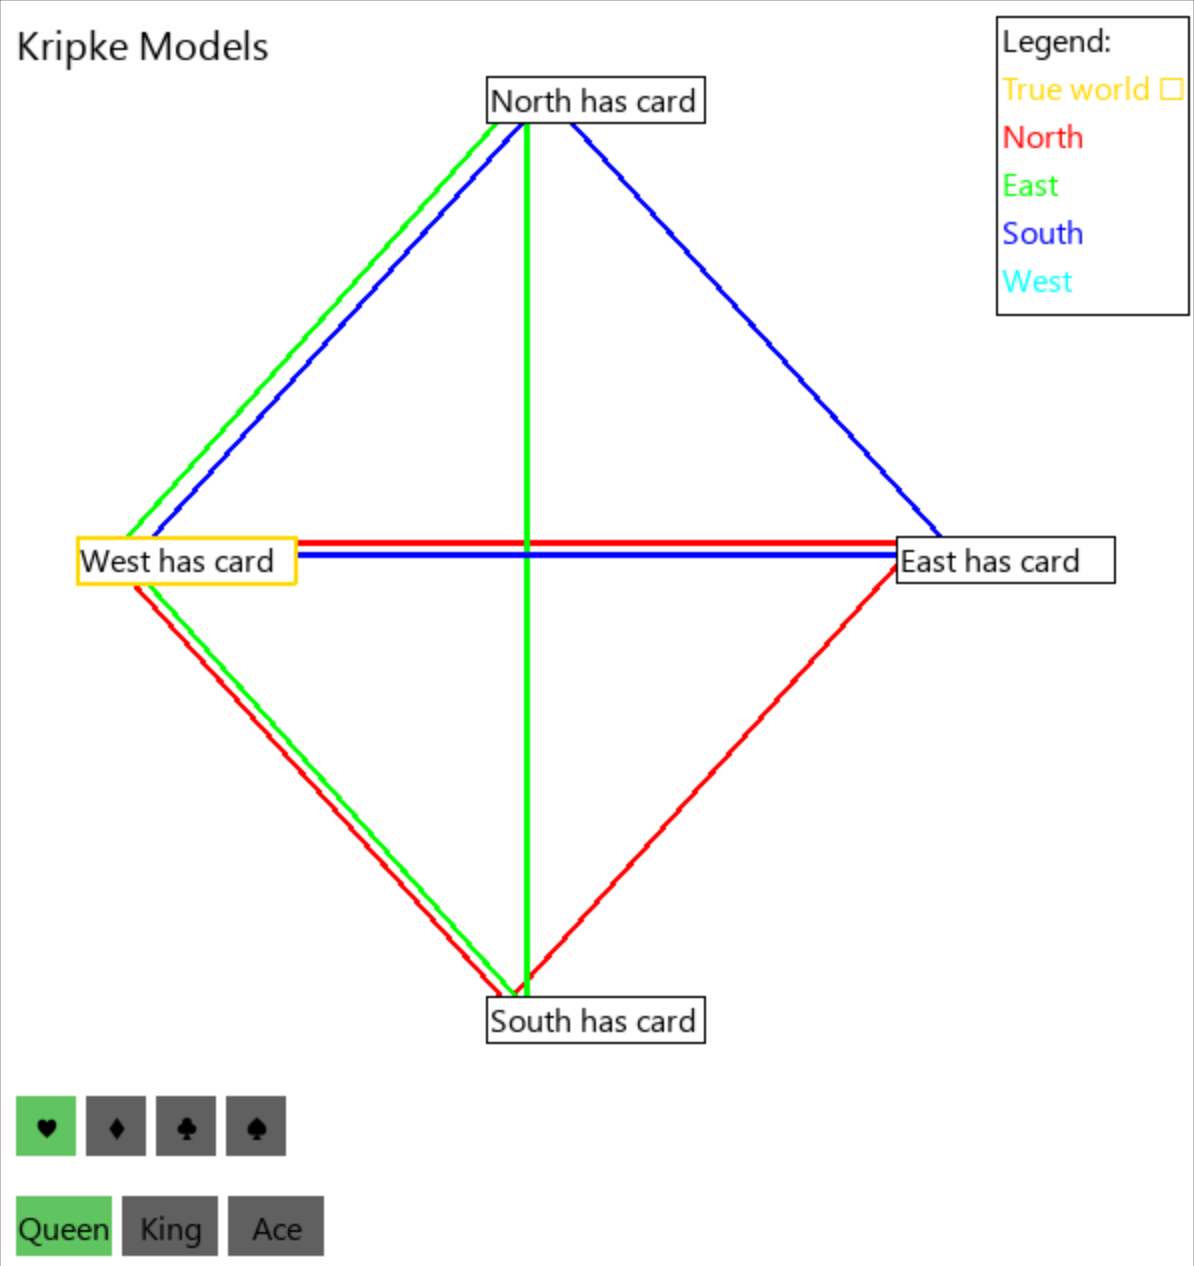 Kripke Models
North has card
Legend:
True world ☐
North
East
South
West
West has card
East has card
South has card
♥ ♦ ♣ ♠
Queen King Ace